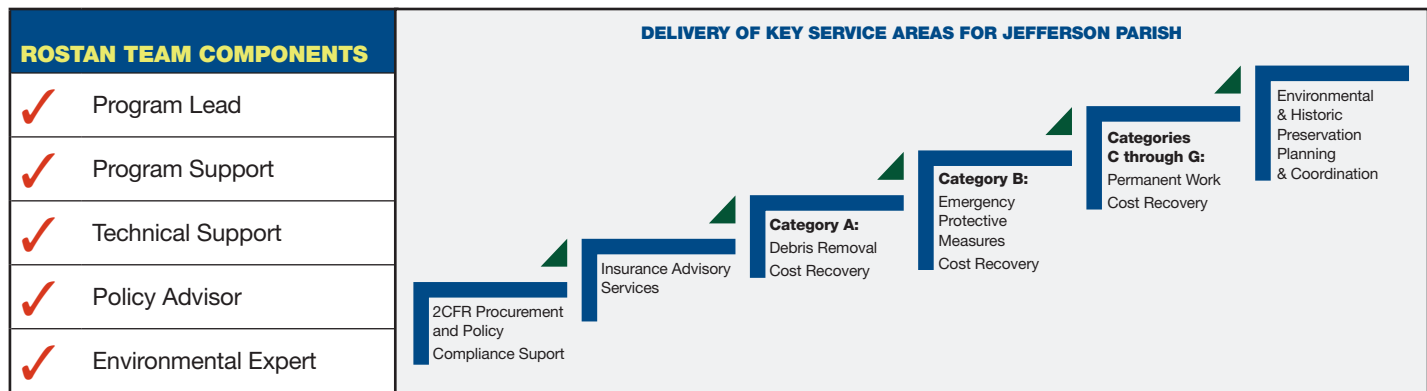 ROSTAN TEAM COMPONENTS
Program Lead
Program Support
Technical Support
Policy Advisor
Environmental Expert
DELIVERY OF KEY SERVICE AREAS FOR JEFFERSON PARISH
2CFR Procurement
and Policy
Compliance Suport
Insurance Advisory
Services
Category A:
Debris Removal
Cost Recovery
Category B:
Emergency
Protective
Measures
Cost Recovery
Categories
C through G:
Permanent Work
Cost Recovery
Environmental
& Historic
Preservation
Planning
& Coordination